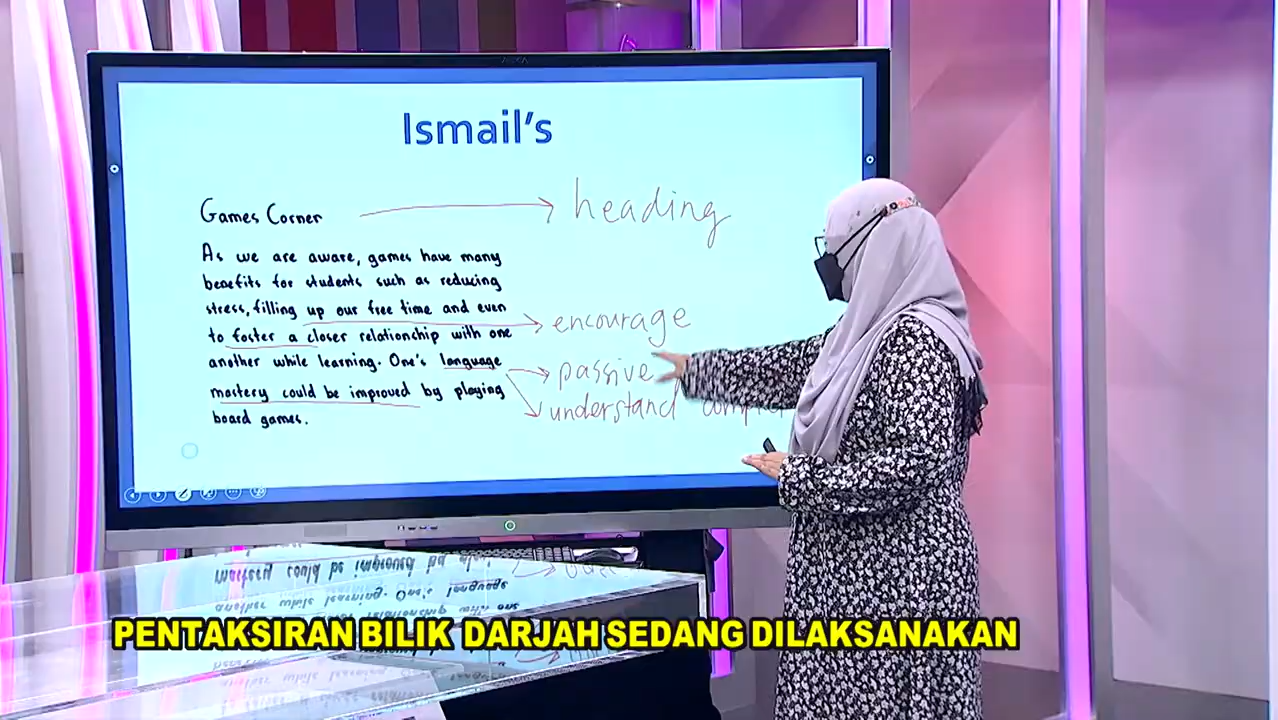 Ismail's
Games Corner
heading
As we are aware, games have many
benefits for students such as reducing
stress, filling up our free time and even
to foster a closer relationship with one
another while learning. One's language
mastery could be improved by playing
board games.
encourage
passive
understand
PENTAKSIRAN BILIK DARJAH SEDANG DILAKSANAKAN